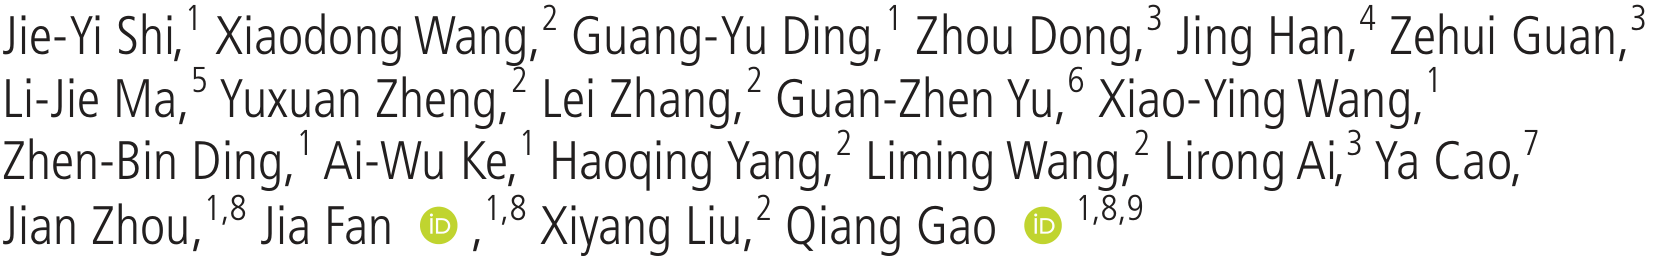 Jie-Yi Shi,1 Xiaodong Wang,2 Guang-Yu Ding,1 Zhou Dong,3 Jing Han,4 Zehui Guan,3
Li-Jie Ma,5 Yuxuan Zheng,2 Lei Zhang,2 Guan-Zhen Yu,6 Xiao-Ying Wang,1
Zhen-Bin Ding,1 Ai-Wu Ke,1 Haoqing Yang,2 Liming Wang,2 Lirong Ai,3 Ya Cao,7
Jian Zhou,1,8 Jia Fan iD ,1,8 Xiyang Liu,2 Qiang Gao iD 1,8,9